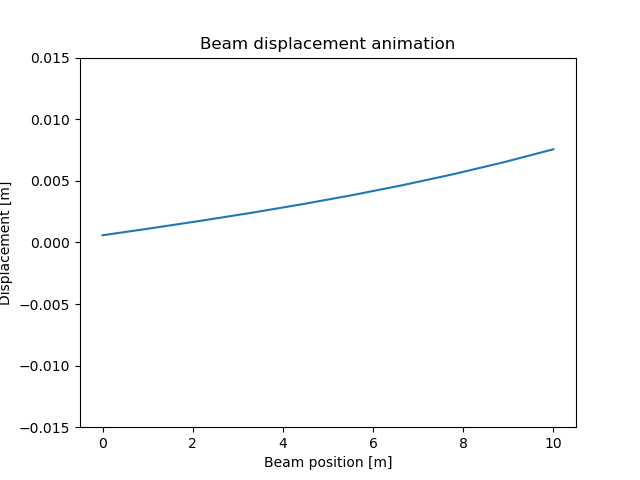 Beam displacement animation
0.015
0.010
0.005
0.000
−0.005
−0.010
−0.015
Displacement [m]
0 2 4 6 8 10
Beam position [m]